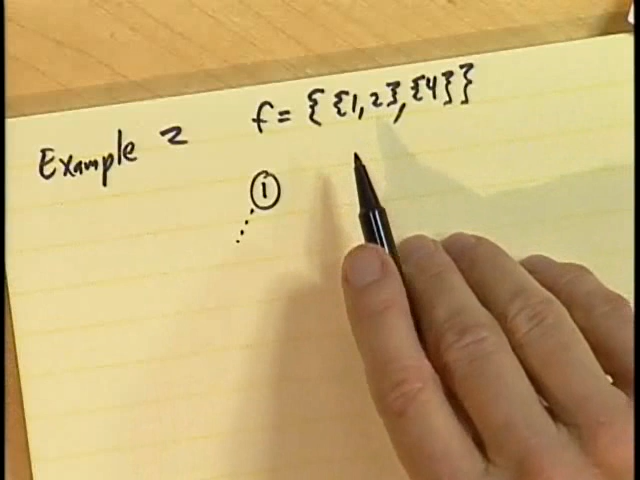 Example 2 f = { {1,2}, {4} }
1